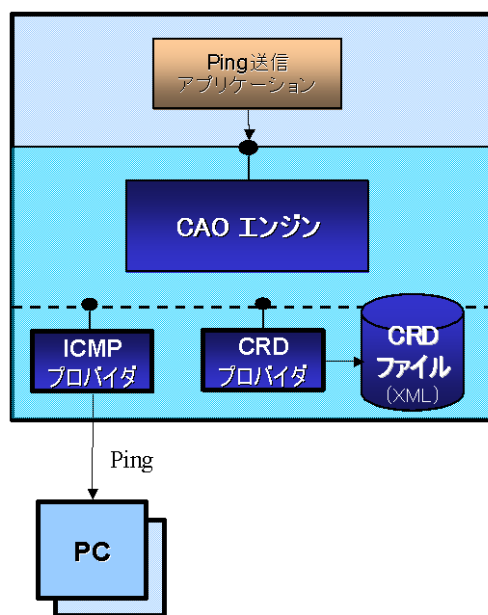 Ping送信
アプリケーション
CAO エンジン
ICMP
プロバイダ
CRD
プロバイダ
CRD
ファイル
(XML)
Ping
PC